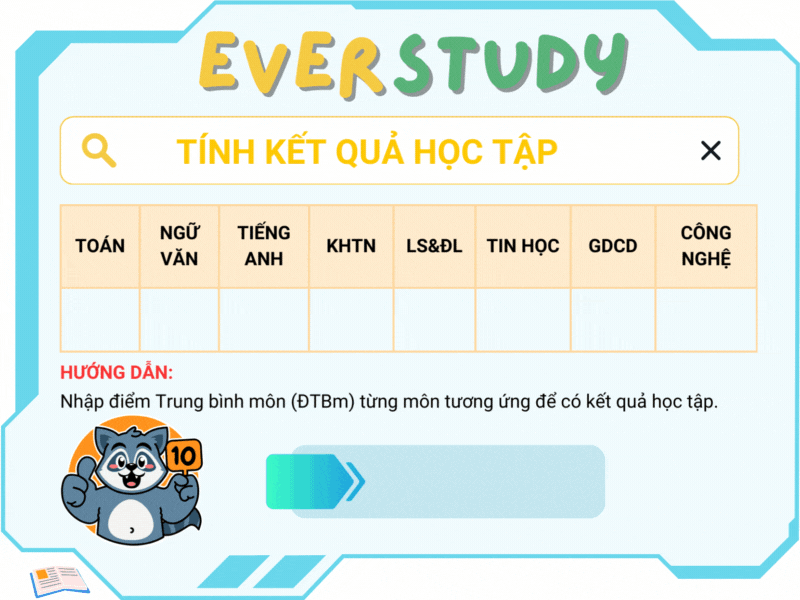 EVERSTUDY
TÍNH KẾT QUẢ HỌC TẬP
TOÁN
NGỮ
VĂN
TIẾNG
ANH
KHTN
LS&ĐL
TIN HỌC
GDCD
CÔNG
NGHỆ
HƯỚNG DẪN:
Nhập điểm Trung bình môn (ĐTBm) từng môn tương ứng để có kết quả học tập.
10